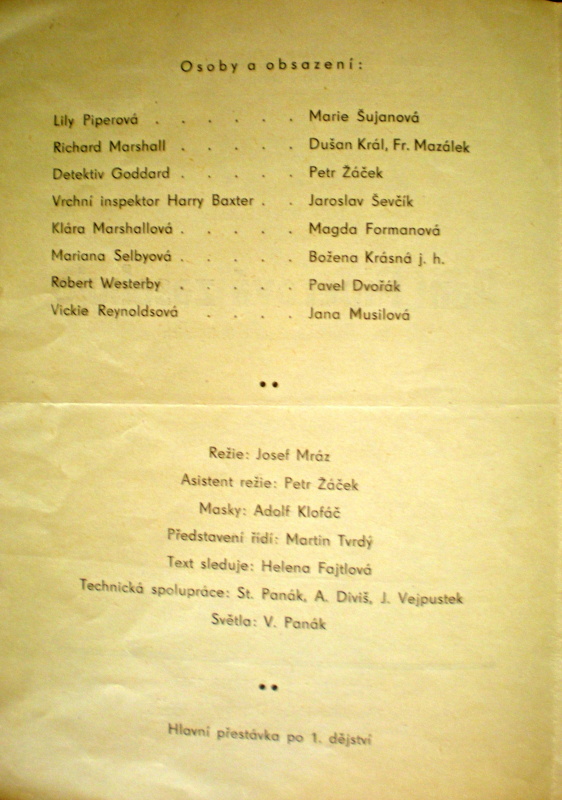 Osoby a obsazení:
Lily Piperová . . . . . . Marie Šujanová
Richard Marshall . . . . . Dušan Král, Fr. Mazálek
Detektiv Goddard . . . . . Petr Žáček
Vrchní inspektor Harry Baxter . . Jaroslav Ševčík
Klára Marshallová . . . . . Magda Formanová
Mariana Selbyová . . . . . Božena Krásná j. h.
Robert Westerby . . . . . Pavel Dvořák
Vickie Reynoldsová . . . . Jana Musilová
Režie: Josef Mráz
Asistent režie: Petr Žáček
Masky: Adolf Klofáč
Představení řídí: Martin Tvrdý
Text sleduje: Helena Fajtlová
Technická spolupráce: St. Panák, A. Diviš, J. Vejpustek
Světla: V. Panák
Hlavní přestávka po 1. dějství